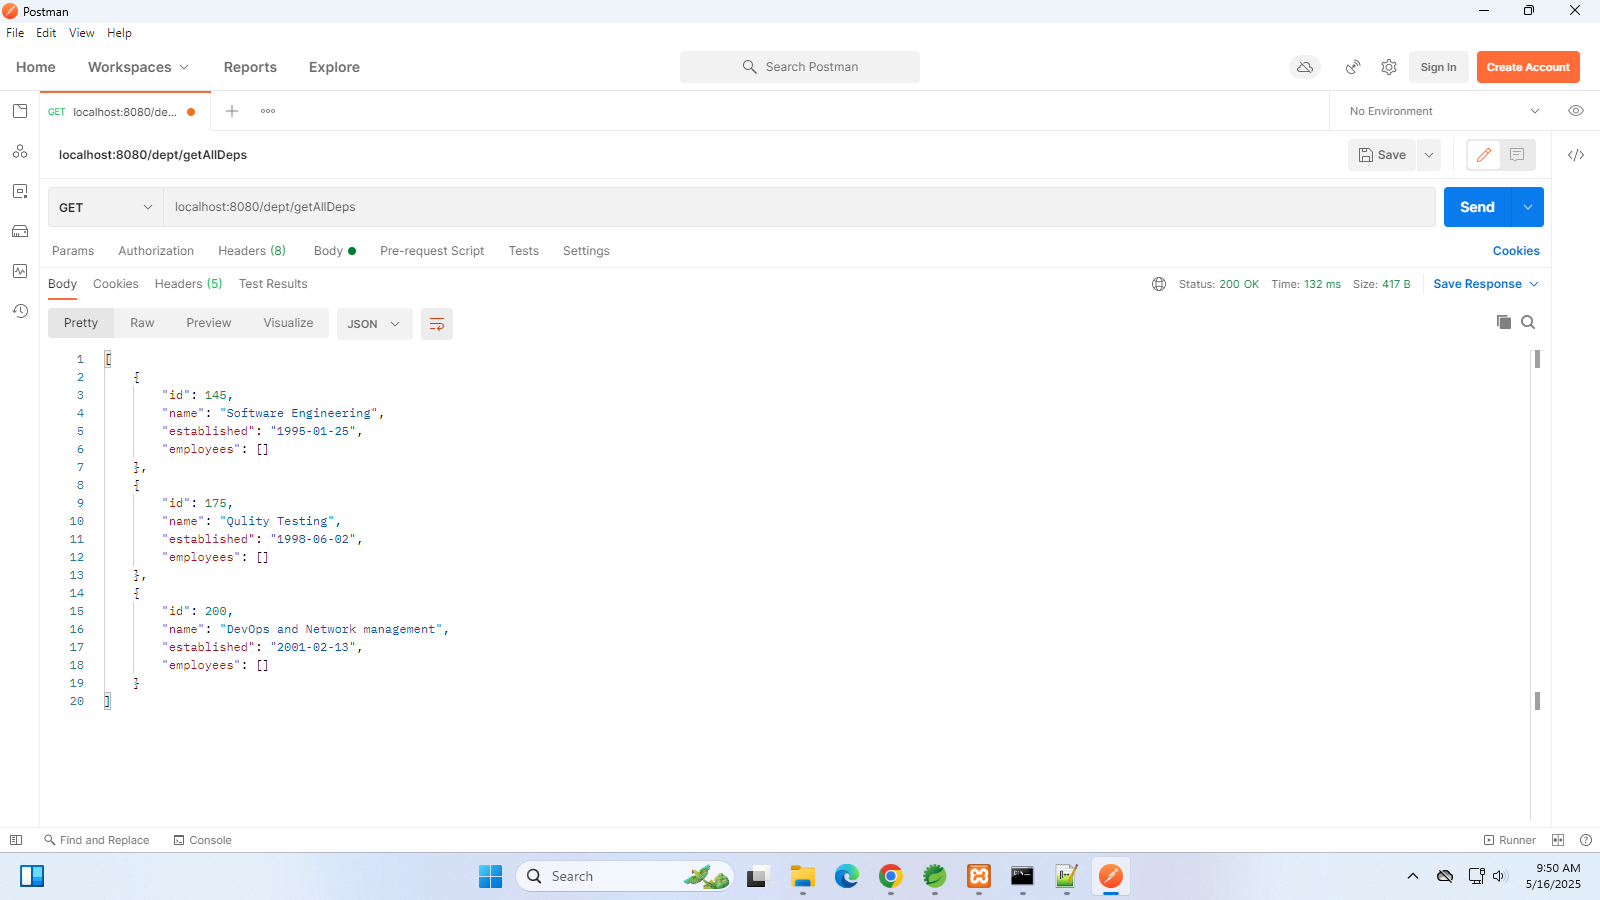 Postman
File Edit View Help
Home Workspaces Reports Explore Search Postman Sign In Create Account
GET localhost:8080/de... No Environment
localhost:8080/dept/getAllDeps Save
GET localhost:8080/dept/getAllDeps Send
Params Authorization Headers (8) Body Pre-request Script Tests Settings Cookies
Body Cookies Headers (5) Test Results Status: 200 OK Time: 132 ms Size: 417 B Save Response
Pretty Raw Preview Visualize JSON
1 [
2 {
3 "id": 145,
4 "name": "Software Engineering",
5 "established": "1995-01-25",
6 "employees": []
7 },
8 {
9 "id": 175,
10 "name": "Qulity Testing",
11 "established": "1998-06-02",
12 "employees": []
13 },
14 {
15 "id": 200,
16 "name": "DevOps and Network management",
17 "established": "2001-02-13",
18 "employees": []
19 }
20 ]
Find and Replace Console Runner
Search 9:50 AM
5/16/2025